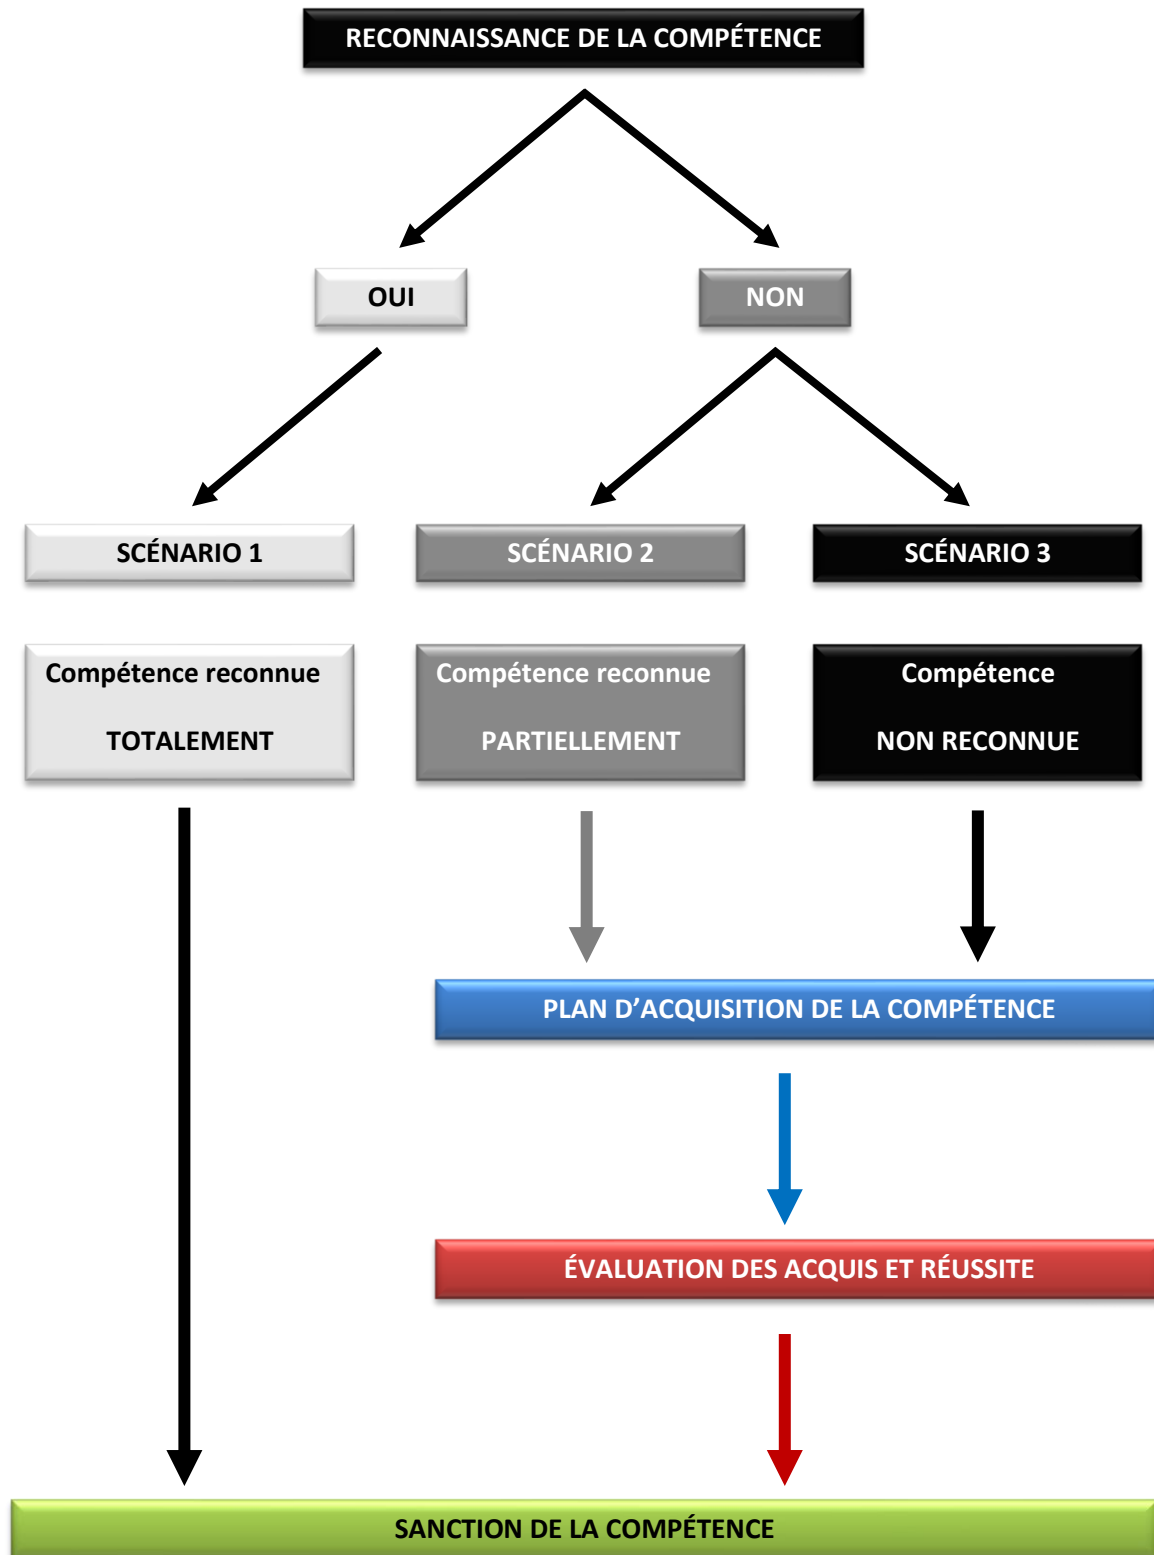 RECONNAISSANCE DE LA COMPÉTENCE
OUI
NON
SCÉNARIO 1
SCÉNARIO 2
SCÉNARIO 3
Compétence reconnue
TOTALEMENT
Compétence reconnue
PARTIELLEMENT
Compétence
NON RECONNUE
PLAN D’ACQUISITION DE LA COMPÉTENCE
ÉVALUATION DES ACQUIS ET RÉUSSITE
SANCTION DE LA COMPÉTENCE